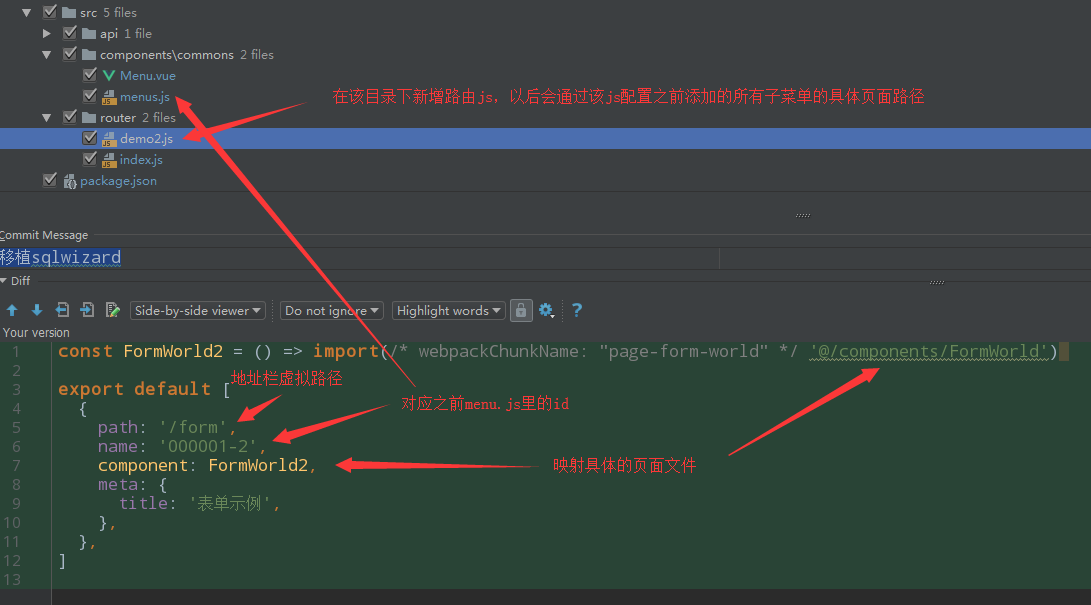 src 5 files
api 1 file
components\commons 2 files
Menu.vue
menus.js
在该目录下新增路由js，以后会通过该js配置之前添加的所有子菜单的具体页面路径
router 2 files
demo2.js
index.js
package.json
Commit Message
移植sqlwizard
Diff
Side-by-side viewer
Do not ignore
Highlight words
?
Your version
1 const FormWorld2 = () => import(/* webpackChunkName: "page-form-world" */ '@/components/FormWorld')
2
地址栏虚拟路径
3 export default [
4 {
对应之前menu.js里的id
5 path: '/form',
6 name: '000001-2',
7 component: FormWorld2,
映射具体的页面文件
8 meta: {
9 title: '表单示例',
10 },
11 },
12 ]
13